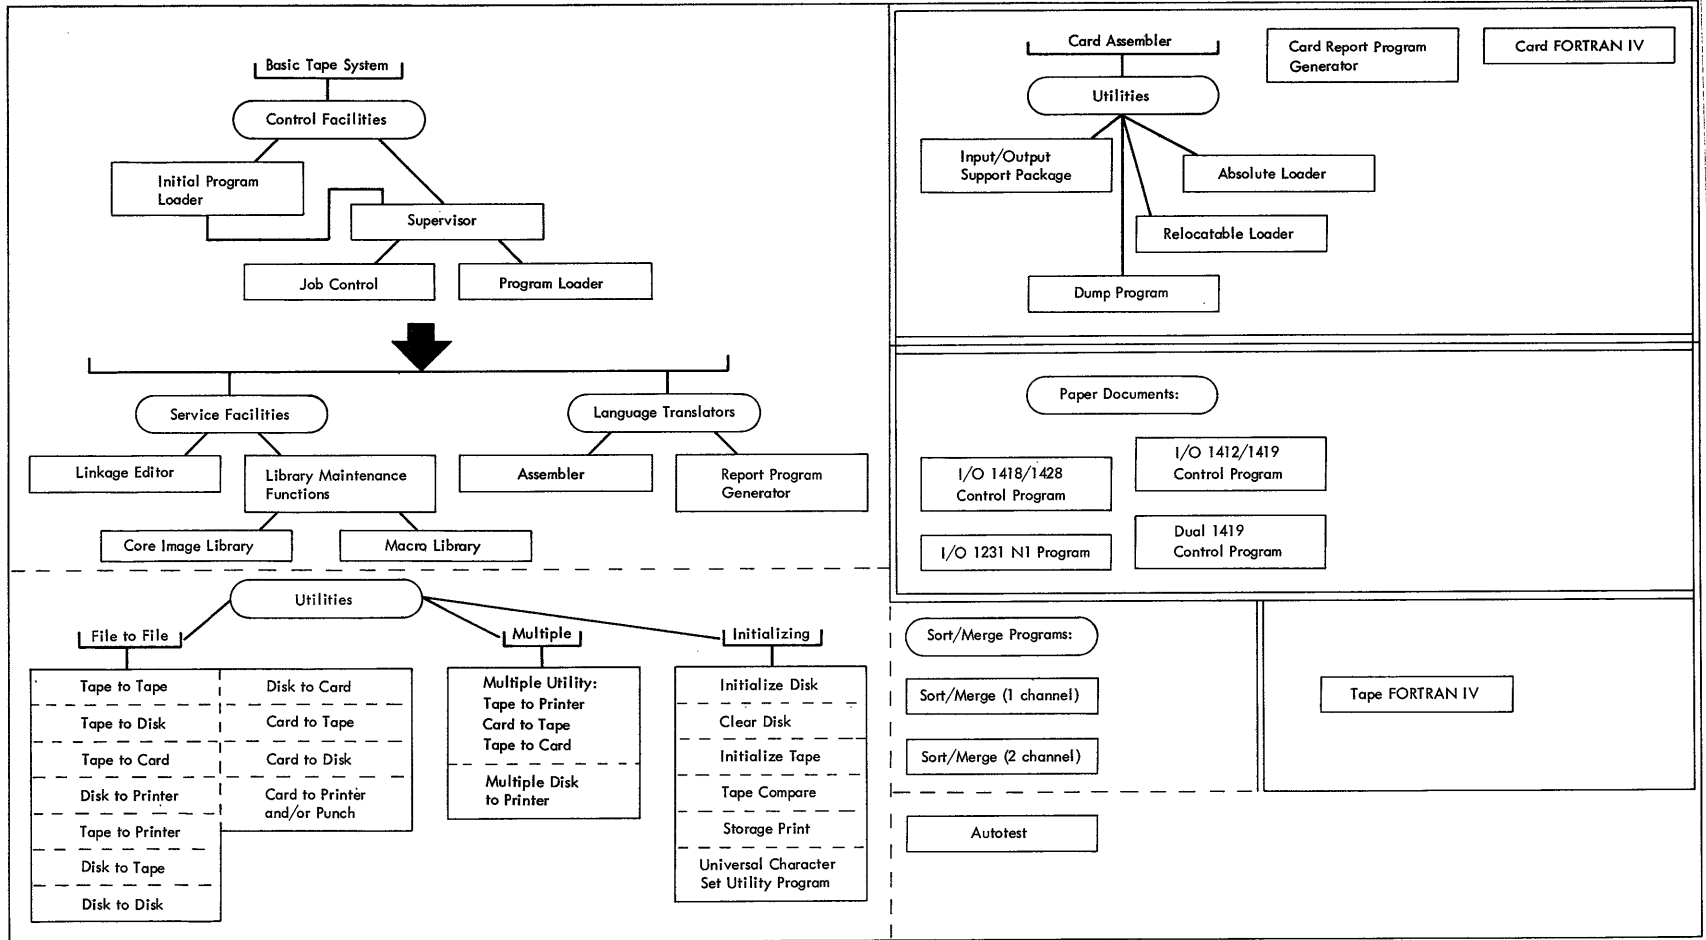 Basic Tape System
Control Facilities
Initial Program
Loader
Supervisor
Job Control
Program Loader
Service Facilities
Language Translators
Linkage Editor
Library Maintenance
Functions
Assembler
Report Program
Generator
Core Image Library
Macro Library
Utilities
File to File
Multiple
Initializing
Tape to Tape
Tape to Disk
Tape to Card
Disk to Printer
Tape to Printer
Disk to Tape
Disk to Disk
Disk to Card
Card to Tape
Card to Disk
Card to Printer
and/or Punch
Multiple Utility:
Tape to Printer
Card to Tape
Tape to Card
Multiple Disk
to Printer
Initialize Disk
Clear Disk
Initialize Tape
Tape Compare
Storage Print
Universal Character
Set Utility Program
Card Assembler
Card Report Program
Generator
Card FORTRAN IV
Utilities
Input/Output
Support Package
Absolute Loader
Relocatable Loader
Dump Program
Paper Documents:
I/O 1418/1428
Control Program
I/O 1412/1419
Control Program
I/O 1231 N1 Program
Dual 1419
Control Program
Sort/Merge Programs:
Sort/Merge (1 channel)
Sort/Merge (2 channel)
Tape FORTRAN IV
Autotest